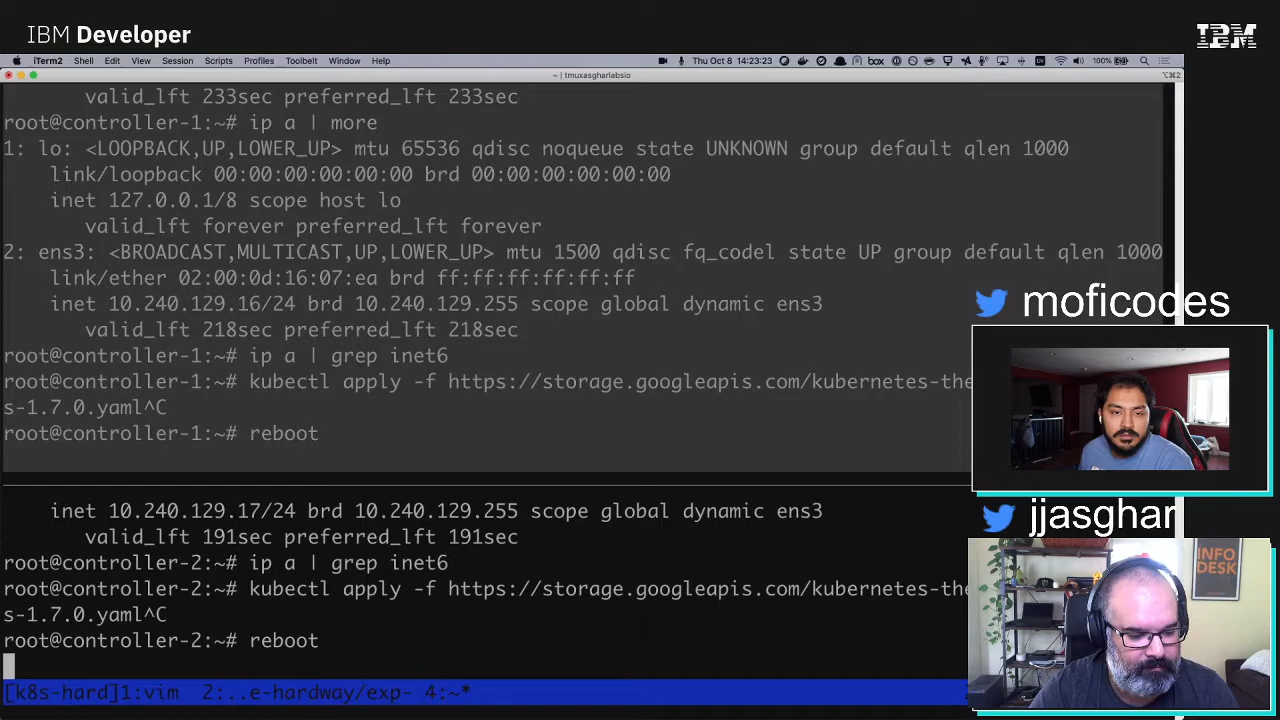 IBM Developer
IBM
iTerm2 Shell Edit View Session Scripts Profiles Toolbelt Window Help
box
Thu Oct 8 14:23:23
100%
~ | tmuxasgharlabsio
⌥⌘2
valid_lft 233sec preferred_lft 233sec
root@controller-1:~# ip a | more
1: lo: <LOOPBACK,UP,LOWER_UP> mtu 65536 qdisc noqueue state UNKNOWN group default qlen 1000
link/loopback 00:00:00:00:00:00 brd 00:00:00:00:00:00
inet 127.0.0.1/8 scope host lo
valid_lft forever preferred_lft forever
2: ens3: <BROADCAST,MULTICAST,UP,LOWER_UP> mtu 1500 qdisc fq_codel state UP group default qlen 1000
link/ether 02:00:0d:16:07:ea brd ff:ff:ff:ff:ff:ff
inet 10.240.129.16/24 brd 10.240.129.255 scope global dynamic ens3
valid_lft 218sec preferred_lft 218sec
root@controller-1:~# ip a | grep inet6
root@controller-1:~# kubectl apply -f https://storage.googleapis.com/kubernetes-the
s-1.7.0.yaml^C
root@controller-1:~# reboot
inet 10.240.129.17/24 brd 10.240.129.255 scope global dynamic ens3
valid_lft 191sec preferred_lft 191sec
root@controller-2:~# ip a | grep inet6
root@controller-2:~# kubectl apply -f https://storage.googleapis.com/kubernetes-the
s-1.7.0.yaml^C
root@controller-2:~# reboot
[k8s-hard]1:vim 2:..e-hardway/exp- 4:~*
moficodes
jjasghar
INFO
DESK